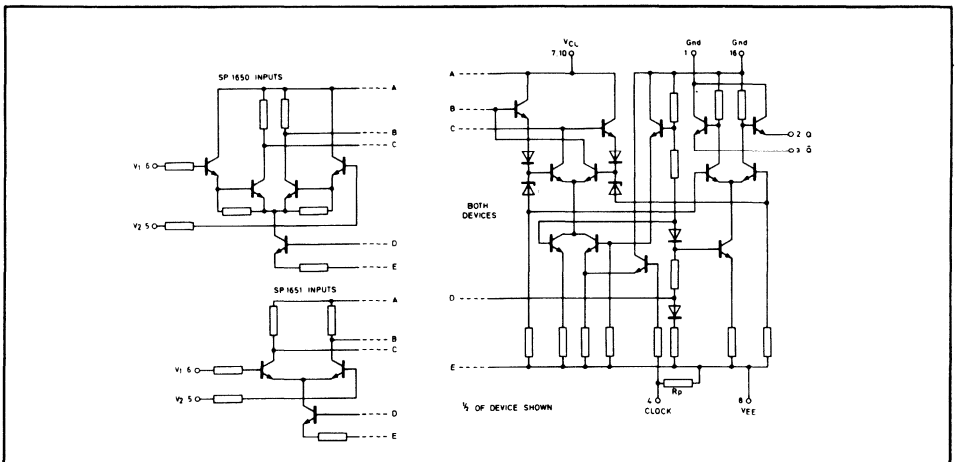 SP 1650 INPUTS
A
B
C
V1 6
V2 5
D
E
SP 1651 INPUTS
A
B
C
V1 6
V2 5
D
E
VCL
7,10
Gnd
1
Gnd
16
A
B
C
2 Q
3 Q̄
BOTH
DEVICES
D
E
RP
½ OF DEVICE SHOWN
4
CLOCK
8
VEE